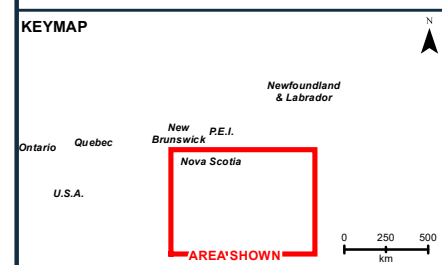 KEYMAP
N
Newfoundland
& Labrador
New
Brunswick
P.E.I.
Ontario
Quebec
Nova Scotia
U.S.A.
0 250 500
km
AREA SHOWN